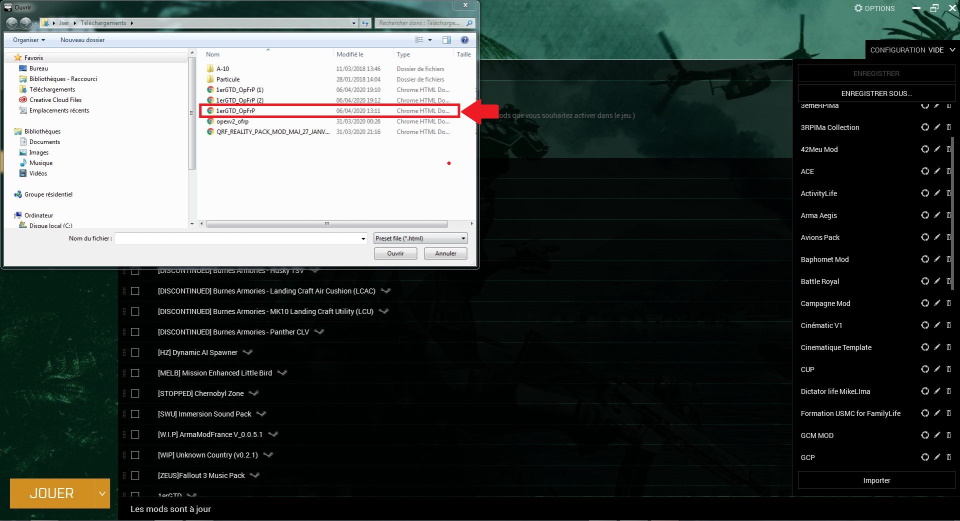 Ouvrir
Jser ▸ Téléchargements ▸
Rechercher dans : Télécharge...
Organiser
Nouveau dossier
Favoris
Bureau
Bibliothèques - Raccourci
Téléchargements
Creative Cloud Files
Emplacements récents
Bibliothèques
Documents
Images
Musique
Vidéos
Groupe résidentiel
Ordinateur
Disque local (C:)
Nom Modifié le Type Taille
A-10 11/03/2018 13:46 Dossier de fichiers
Particule 28/01/2018 14:04 Dossier de fichiers
1erGTD_OpFrP (1) 06/04/2020 19:10 Chrome HTML Do...
1erGTD_OpFrP (2) 06/04/2020 19:12 Chrome HTML Do...
1erGTD_OpFrP 06/04/2020 13:11 Chrome HTML Do...
opexv2_ofrp 31/03/2020 00:26 Chrome HTML Do...
QRF_REALITY_PACK_MOD_MAJ_27_JANV... 31/03/2020 21:16 Chrome HTML Do...
Nom du fichier :
Preset file (*.html)
Ouvrir
Annuler
ods que vous souhadez activer dans le jeu )
[DISCONTINUED] Burnes Armories - Husky TSV
[DISCONTINUED] Burnes Armories - Landing Craft Air Cushion (LCAC)
[DISCONTINUED] Burnes Armories - MK10 Landing Craft Utility (LCU)
[DISCONTINUED] Burnes Armories - Panther CLV
[HZ] Dynamic AI Spawner
[MELB] Mission Enhanced Little Bird
[STOPPED] Chernobyl Zone
[SWU] Immersion Sound Pack
[W.I.P] ArmaModFrance V_0.0.5.1
[WIP] Unknown Country (v0.2.1)
[ZEUS]Fallout 3 Music Pack
1erGTD
JOUER
Les mods sont à jour
OPTIONS
CONFIGURATION VIDE
ENREGISTRER
ENREGISTRER SOUS...
3RPIMa Collection
42Meu Mod
ACE
ActivityLife
Arma Aegis
Avions Pack
Baphomet Mod
Battle Royal
Campagne Mod
Cinématic V1
Cinematique Template
CUP
Dictator life MikeLIma
Formation USMC for FamilyLife
GCM MOD
GCP
Importer